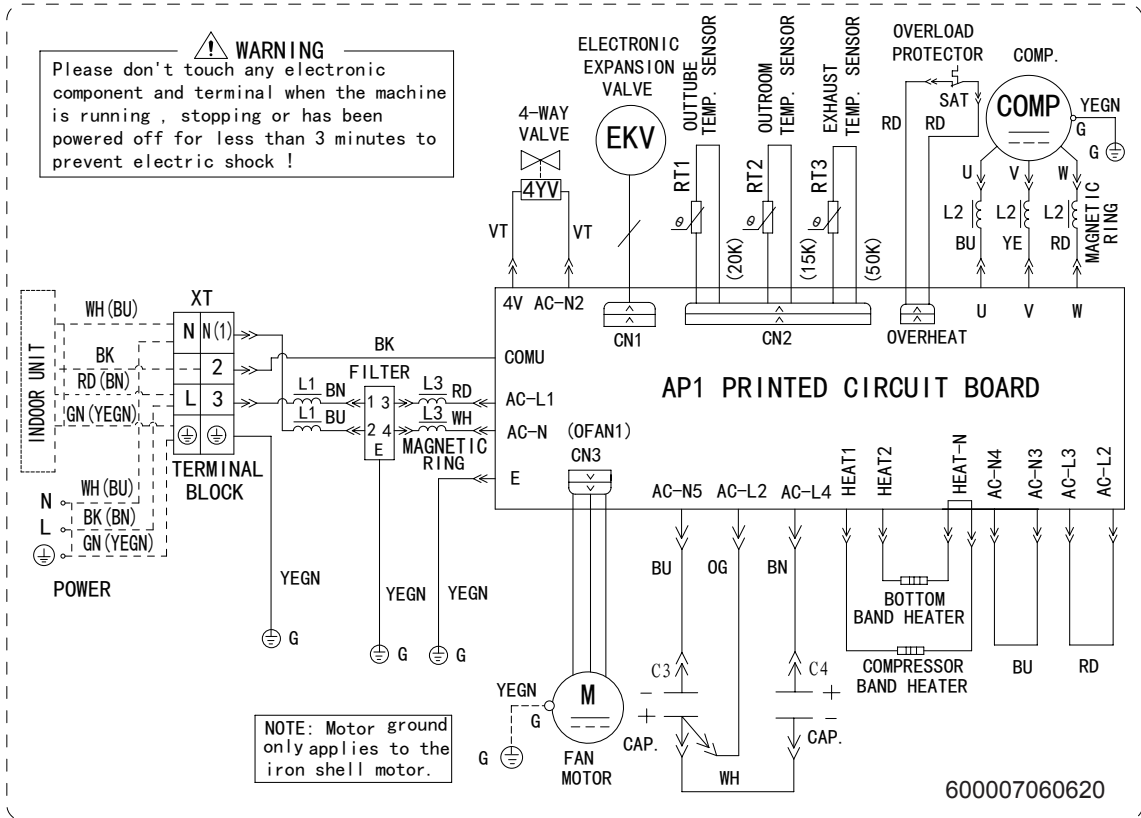 WARNING
Please don't touch any electronic
component and terminal when the machine
is running , stopping or has been
powered off for less than 3 minutes to
prevent electric shock !
4-WAY
VALVE
4YV
VT
VT
ELECTRONIC
EXPANSION
VALVE
EKV
OUTTUBE
TEMP. SENSOR
RT1
θ
(20K)
OUTROOM
TEMP. SENSOR
RT2
θ
(15K)
EXHAUST
TEMP. SENSOR
RT3
θ
(50K)
OVERLOAD
PROTECTOR
SAT
RD
RD
COMP.
COMP
YEGN
G
G
U
V
W
L2
L2
L2
BU
YE
RD
MAGNETIC
RING
4V
AC-N2
CN1
CN2
OVERHEAT
U
V
W
INDOOR UNIT
WH(BU)
BK
RD(BN)
GN(YEGN)
XT
N
N(1)
2
L
3
TERMINAL
BLOCK
N
L
WH(BU)
BK(BN)
GN(YEGN)
POWER
YEGN
G
BK
L1
BN
L1
BU
FILTER
1 3
2 4
E
L3
RD
L3
WH
MAGNETIC
RING
YEGN
G
YEGN
G
COMU
AC-L1
AC-N
E
AP1 PRINTED CIRCUIT BOARD
(OFAN1)
CN3
AC-N5
AC-L2
AC-L4
HEAT1
HEAT2
HEAT-N
AC-N4
AC-N3
AC-L3
AC-L2
BU
OG
BN
BOTTOM
BAND HEATER
COMPRESSOR
BAND HEATER
BU
RD
YEGN
G
G
M
FAN
MOTOR
C3
-
+
CAP.
C4
+
-
CAP.
WH
NOTE: Motor ground
only applies to the
iron shell motor.
600007060620